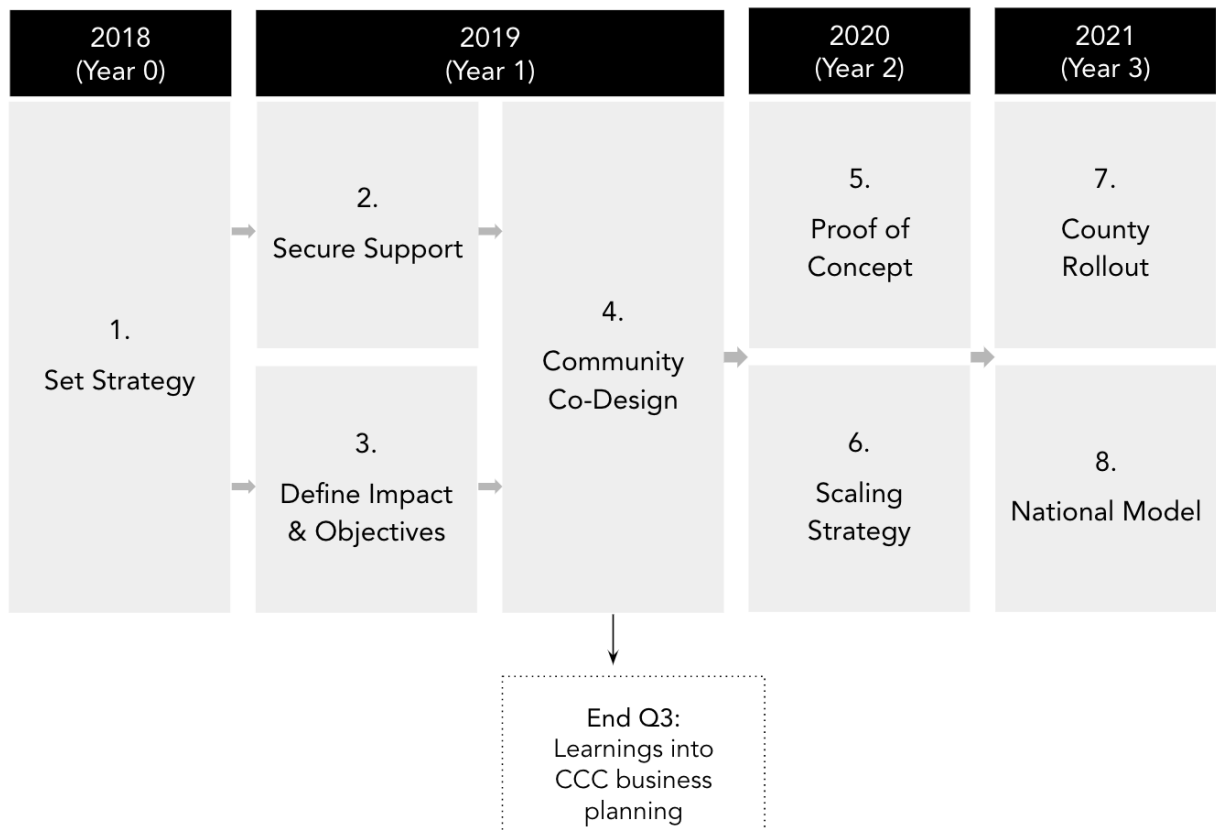 2018
(Year 0)
2019
(Year 1)
2020
(Year 2)
2021
(Year 3)
1.
Set Strategy
2.
Secure Support
3.
Define Impact
& Objectives
4.
Community
Co-Design
5.
Proof of
Concept
6.
Scaling
Strategy
7.
County
Rollout
8.
National Model
End Q3:
Learnings into
CCC business
planning